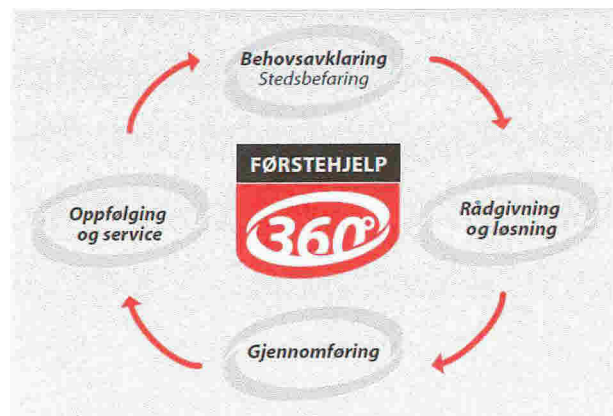 Behovsavklaring
Stedsbefaring
FØRSTEHJELP
360°
Oppfølging
og service
Rådgivning
og løsning
Gjennomføring